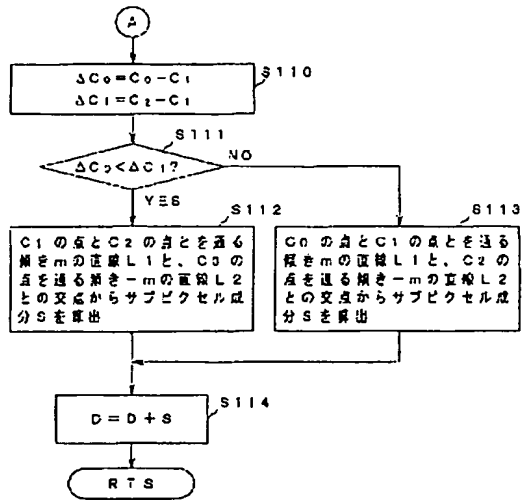 A
ΔC0=C0-C1
ΔC1=C2-C1
S110
S111
ΔC0<ΔC1?
NO
YES
S112
C1の点とC2の点とを通る
傾きmの直線L1と、C0の
点を通る傾き-mの直線L2
との交点からサブピクセル成
分Sを算出
S113
C0の点とC1の点とを通る
傾きmの直線L1と、C2の
点を通る傾き-mの直線L2
との交点からサブピクセル成
分Sを算出
S114
D=D+S
RTS